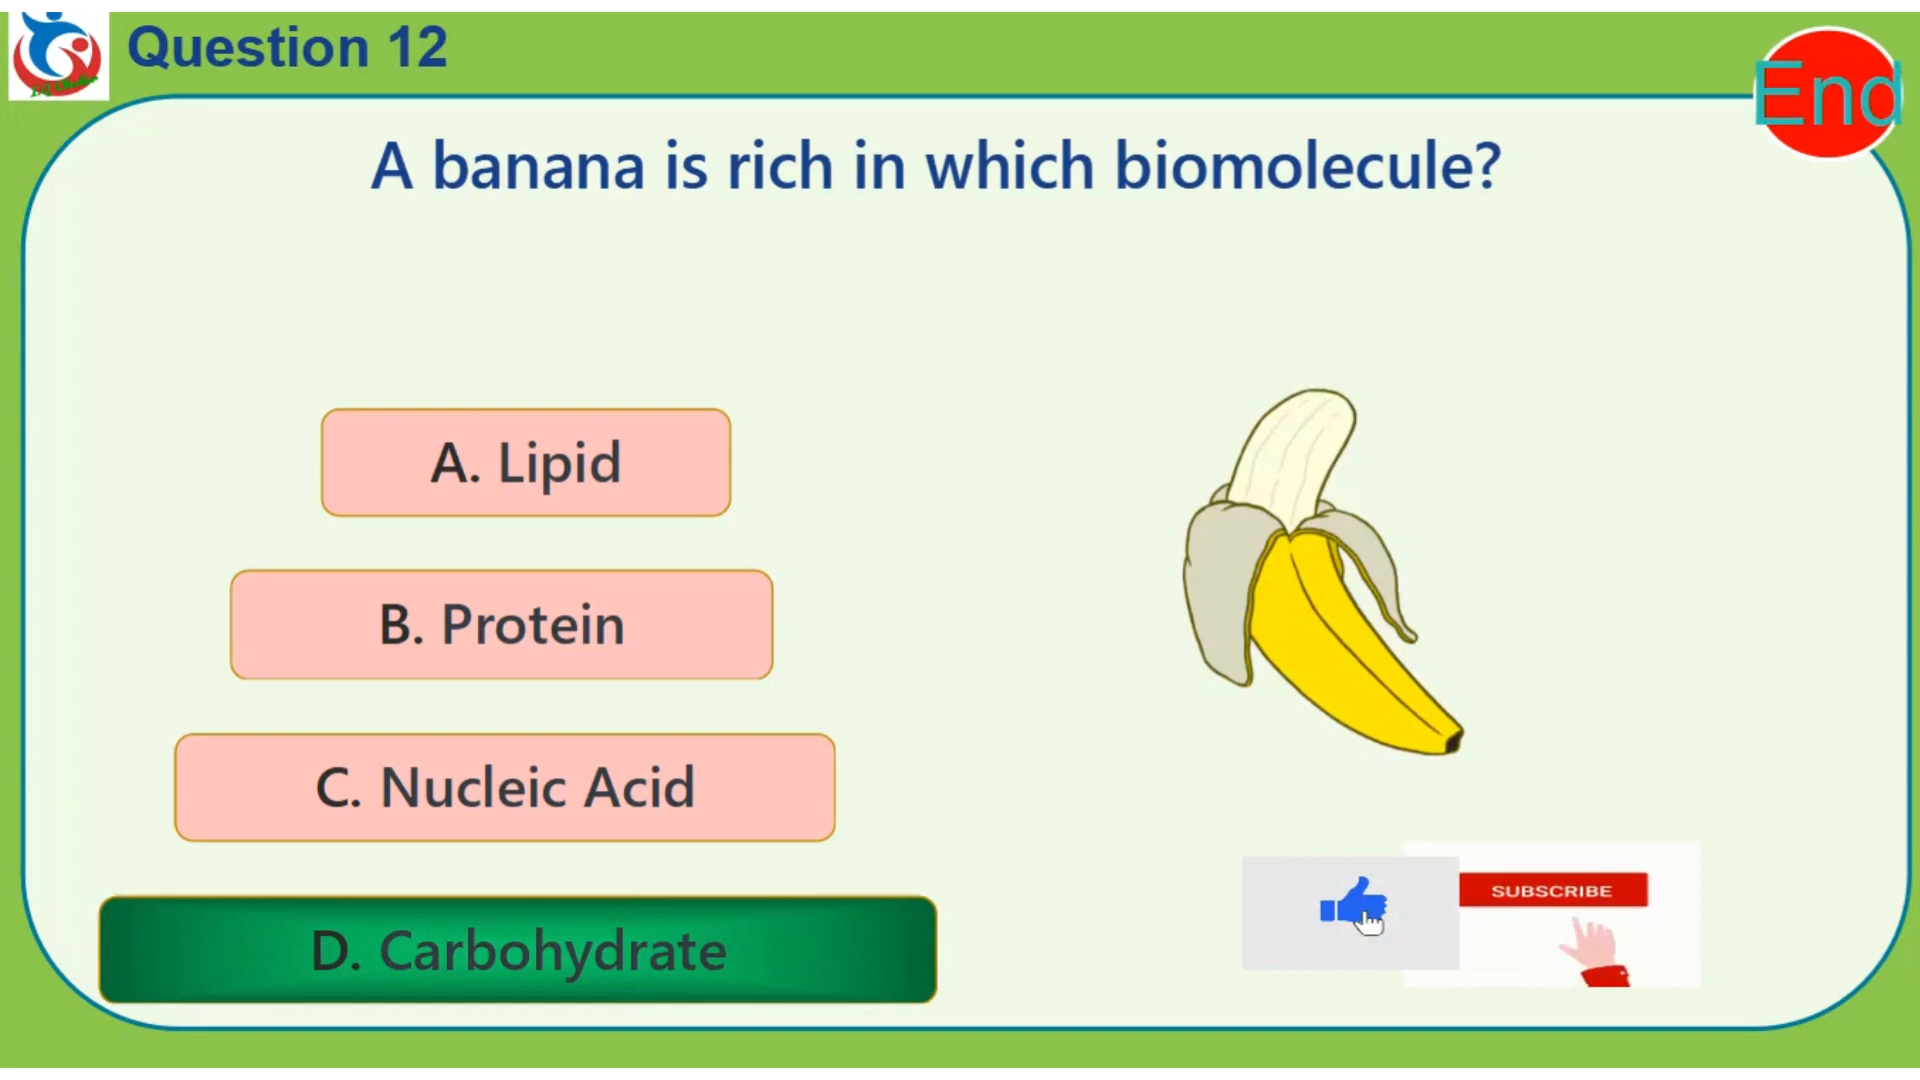 Question 12
End
A banana is rich in which biomolecule?
A. Lipid
B. Protein
C. Nucleic Acid
D. Carbohydrate
SUBSCRIBE